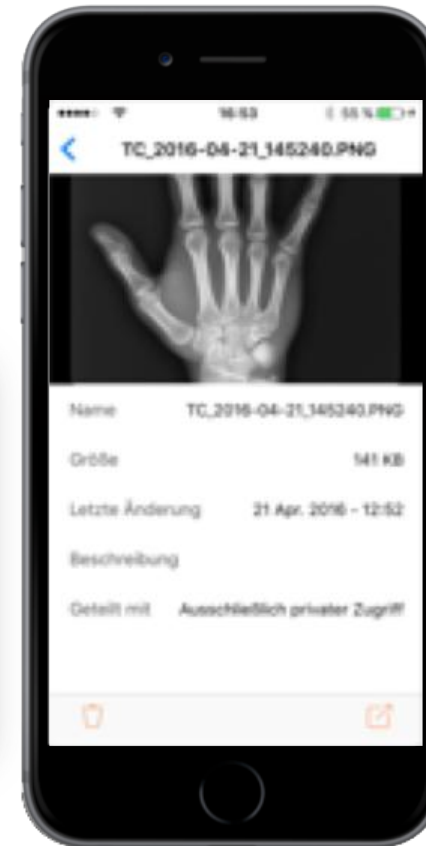 16:53 55 %
TC_2016-04-21_145240.PNG
Name TC_2016-04-21_145240.PNG
Größe 141 KB
Letzte Änderung 21 Apr. 2016 - 12:52
Beschreibung
Geteilt mit Ausschließlich privater Zugriff